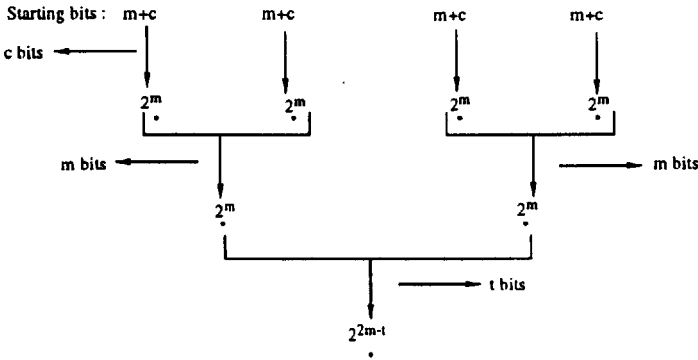 Starting bits : m+c m+c m+c m+c
c bits
2^m 2^m 2^m 2^m
m bits m bits
2^m 2^m
t bits
2^{2m-t}